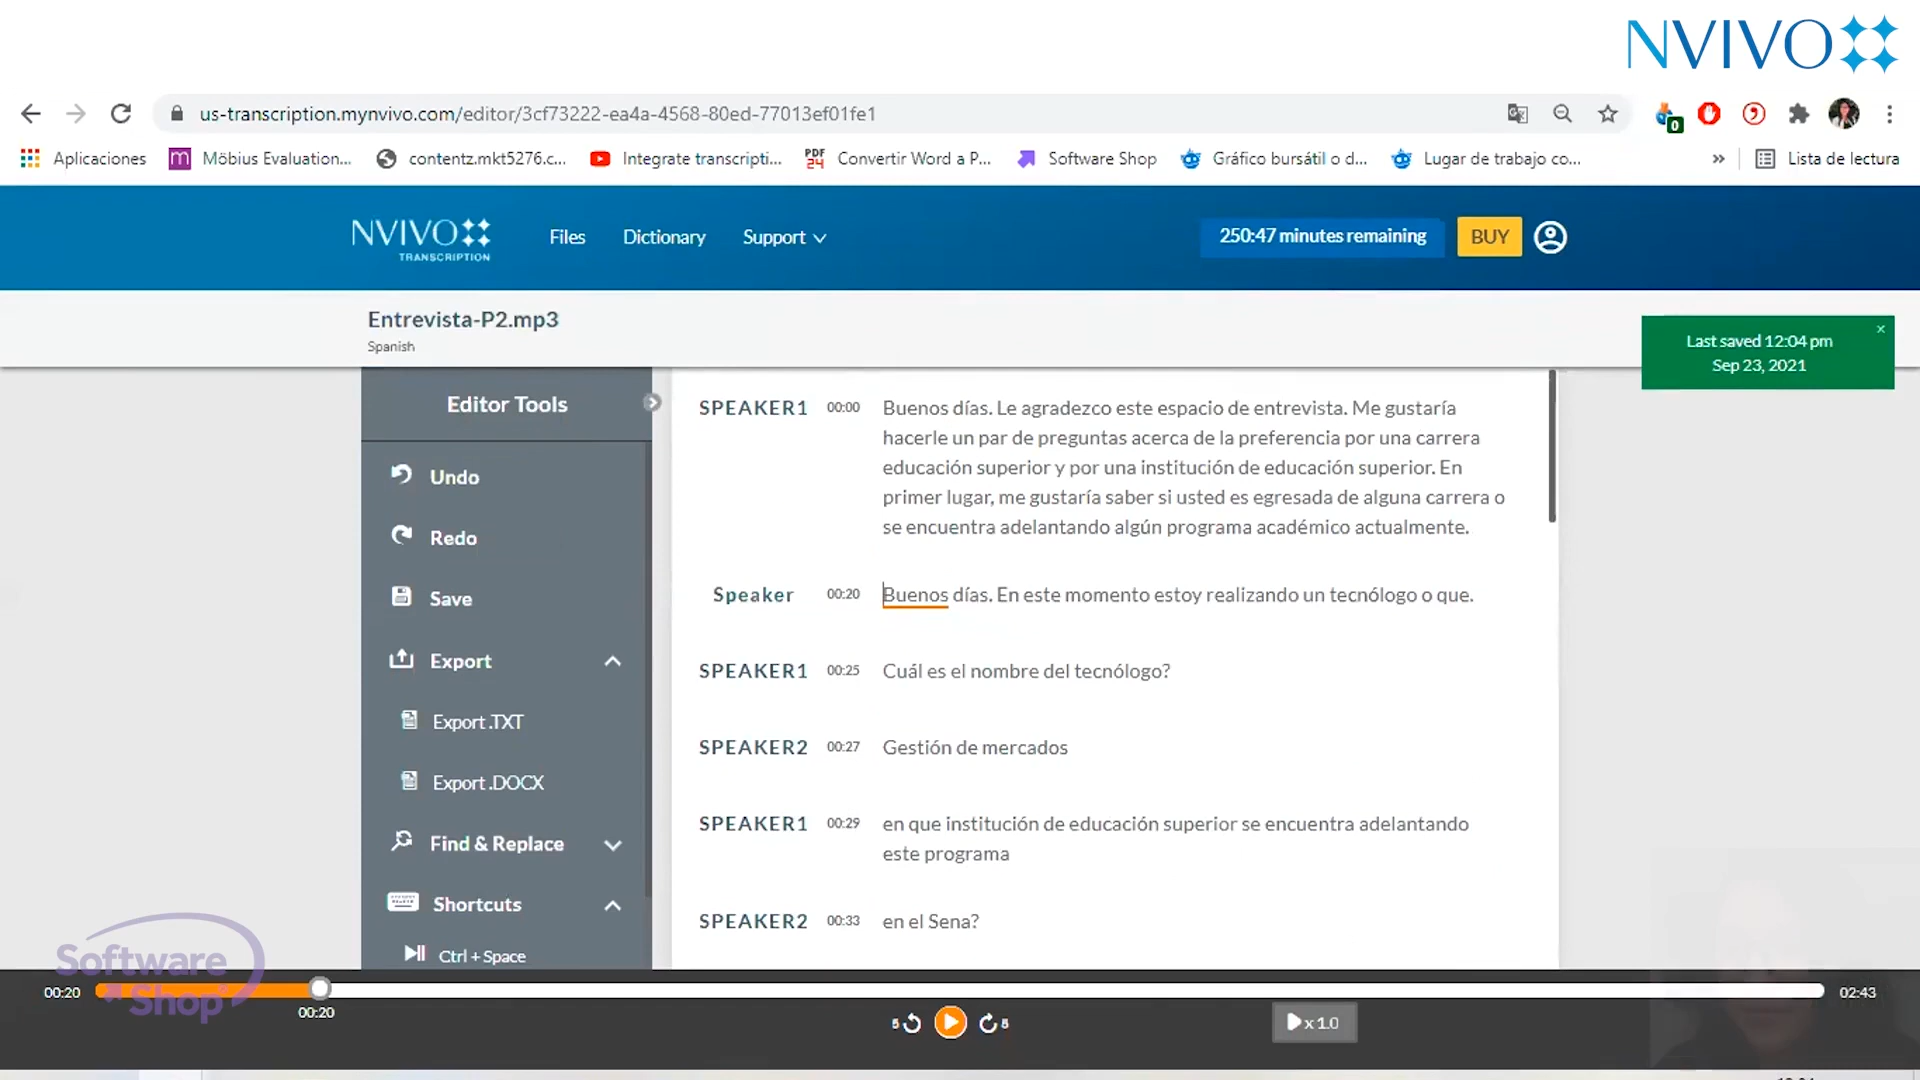 NVIVO
us-transcription.mynvivo.com/editor/3cf73222-ea4a-4568-80ed-77013ef01fe1
0
Aplicaciones
m Möbius Evaluation...
contentz.mkt5276.c...
Integrate transcripti...
PDF 24 Convertir Word a P...
Software Shop
Gráfico bursátil o d...
Lugar de trabajo co...
»
Lista de lectura
NVIVO
TRANSCRIPTION
Files
Dictionary
Support
250:47 minutes remaining
BUY
Entrevista-P2.mp3
Spanish
Last saved 12:04 pm
Sep 23, 2021
×
Editor Tools
Undo
Redo
Save
Export
Export .TXT
Export .DOCX
Find & Replace
Shortcuts
Ctrl + Space
SPEAKER1 00:00 Buenos días. Le agradezco este espacio de entrevista. Me gustaría
hacerle un par de preguntas acerca de la preferencia por una carrera
educación superior y por una institución de educación superior. En
primer lugar, me gustaría saber si usted es egresada de alguna carrera o
se encuentra adelantando algún programa académico actualmente.
Speaker 00:20 Buenos días. En este momento estoy realizando un tecnólogo o que.
SPEAKER1 00:25 Cuál es el nombre del tecnólogo?
SPEAKER2 00:27 Gestión de mercados
SPEAKER1 00:29 en que institución de educación superior se encuentra adelantando
este programa
SPEAKER2 00:33 en el Sena?
Software
Shop
00:20
00:20
02:43
5
5
x 1.0